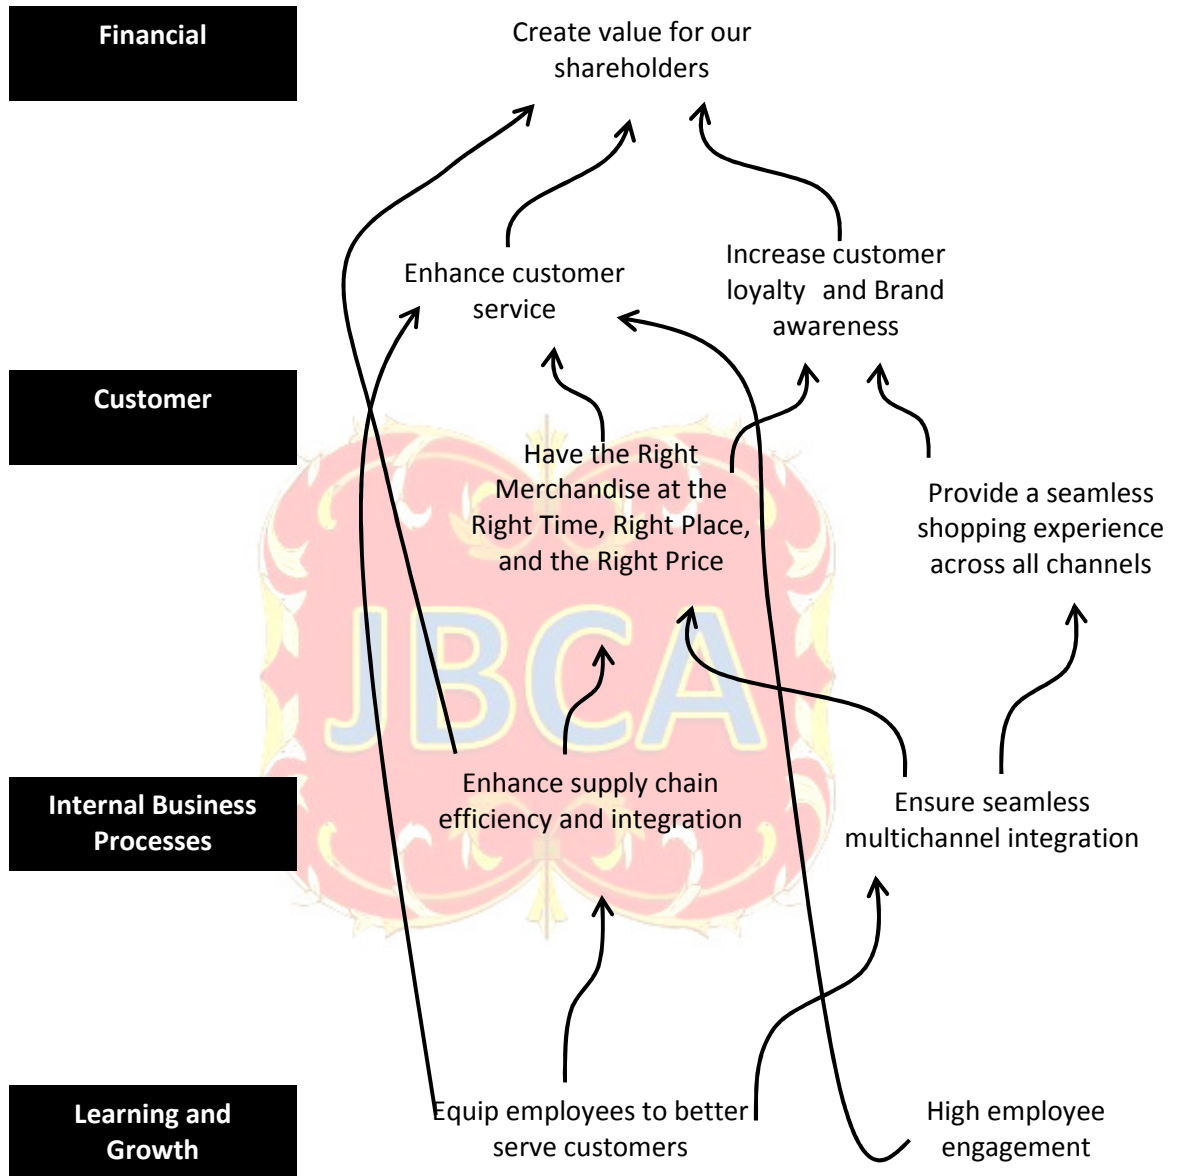 Financial
Create value for our
shareholders
Enhance customer
service
Increase customer
loyalty and Brand
awareness
Customer
Have the Right
Merchandise at the
Right Time, Right Place,
and the Right Price
Provide a seamless
shopping experience
across all channels
JBCA
Internal Business
Processes
Enhance supply chain
efficiency and integration
Ensure seamless
multichannel integration
Learning and
Growth
Equip employees to better
serve customers
High employee
engagement